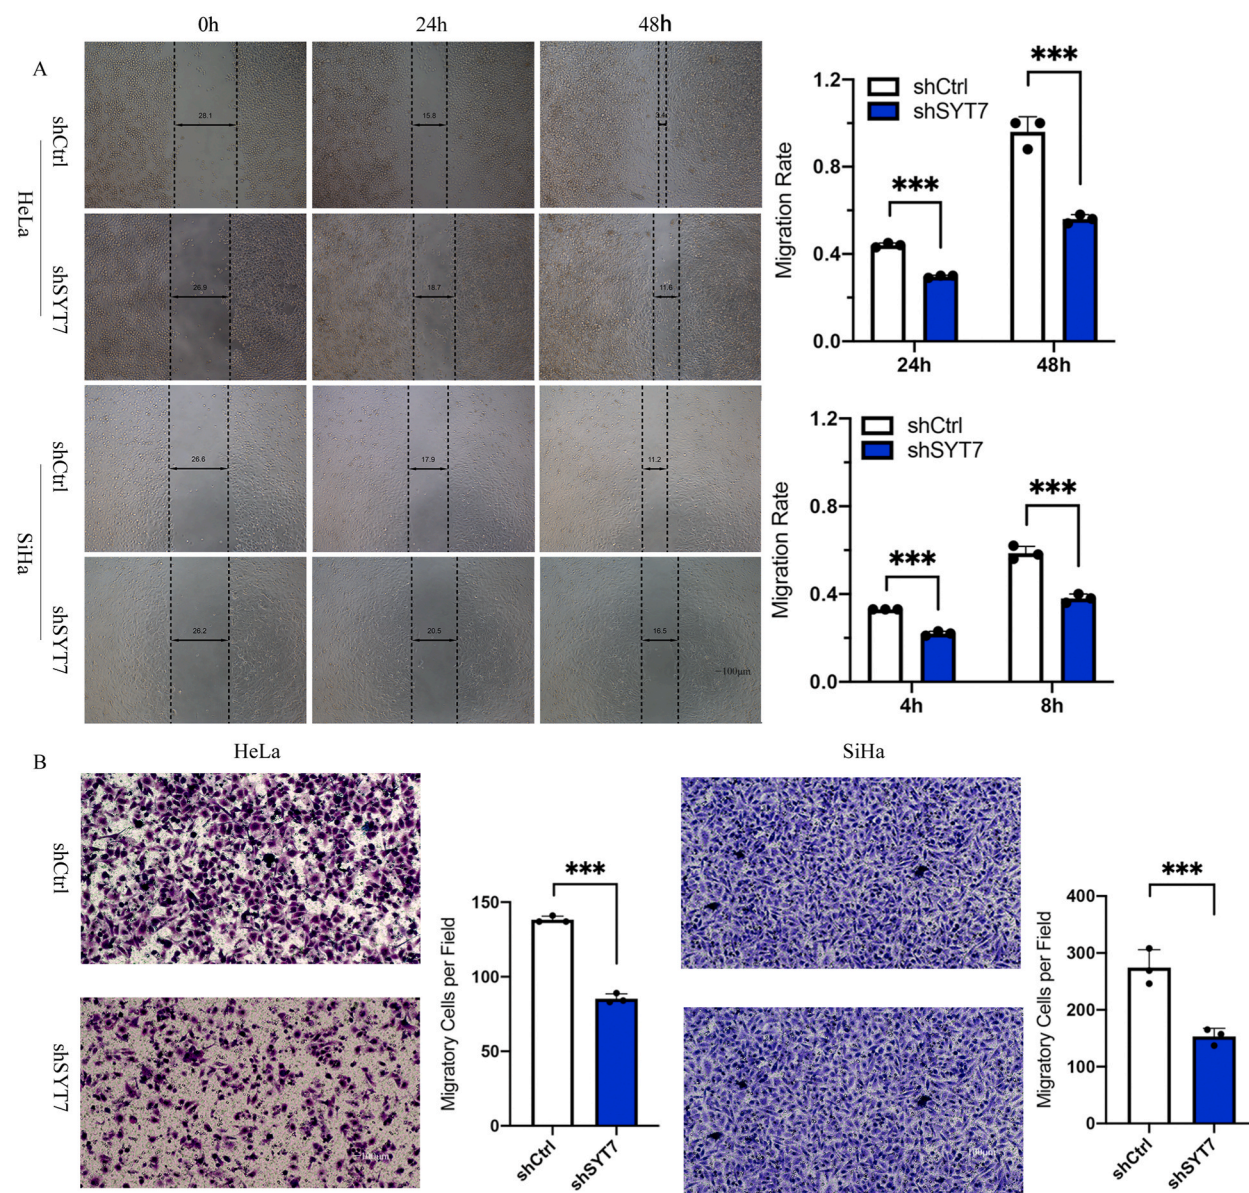 0h 24h 48h
A
HeLa
shCtrl
28.1 15.8
shSYT7
26.9 18.7 11.6
SiHa
shCtrl
26.6 17.9 11.2
shSYT7
26.2 20.5 16.5
100μm
Migration Rate
1.2
0.8
0.4
0.0
shCtrl
shSYT7
***
***
24h 48h
Migration Rate
1.2
0.8
0.4
0.0
shCtrl
shSYT7
***
***
4h 8h
B
HeLa
SiHa
shCtrl
shSYT7
100μm
Migratory Cells per Field
150
100
50
0
***
shCtrl
shSYT7
100μm
Migratory Cells per Field
400
300
200
100
0
***
shCtrl
shSYT7